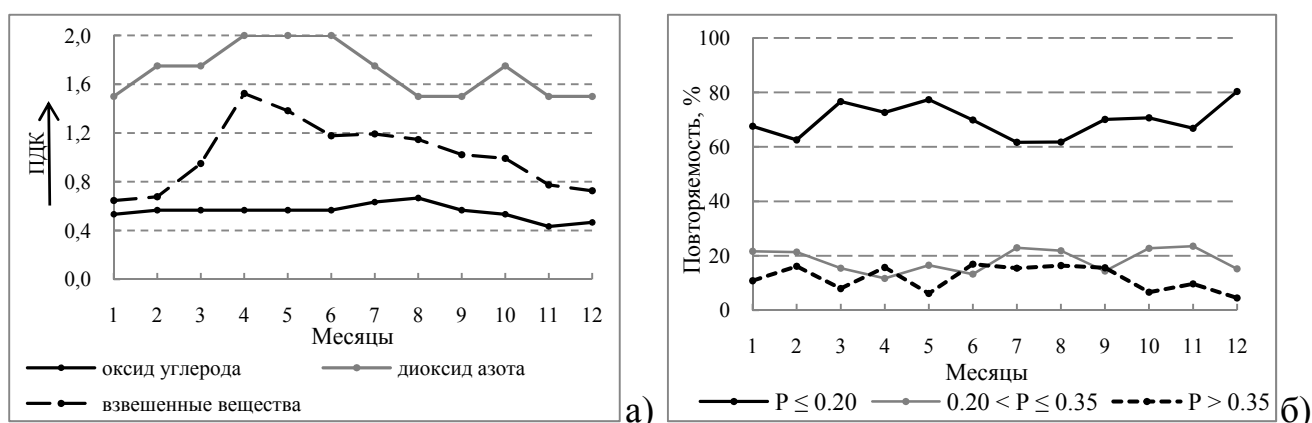 2,0
1,6
1,2
0,8
0,4
0,0
ПДК
1 2 3 4 5 6 7 8 9 10 11 12
Месяцы
оксид углерода диоксид азота
взвешенные вещества
а)
100
80
60
40
20
0
Повторяемость, %
1 2 3 4 5 6 7 8 9 10 11 12
Месяцы
P ≤ 0.20 0.20 < P ≤ 0.35 P > 0.35
б)